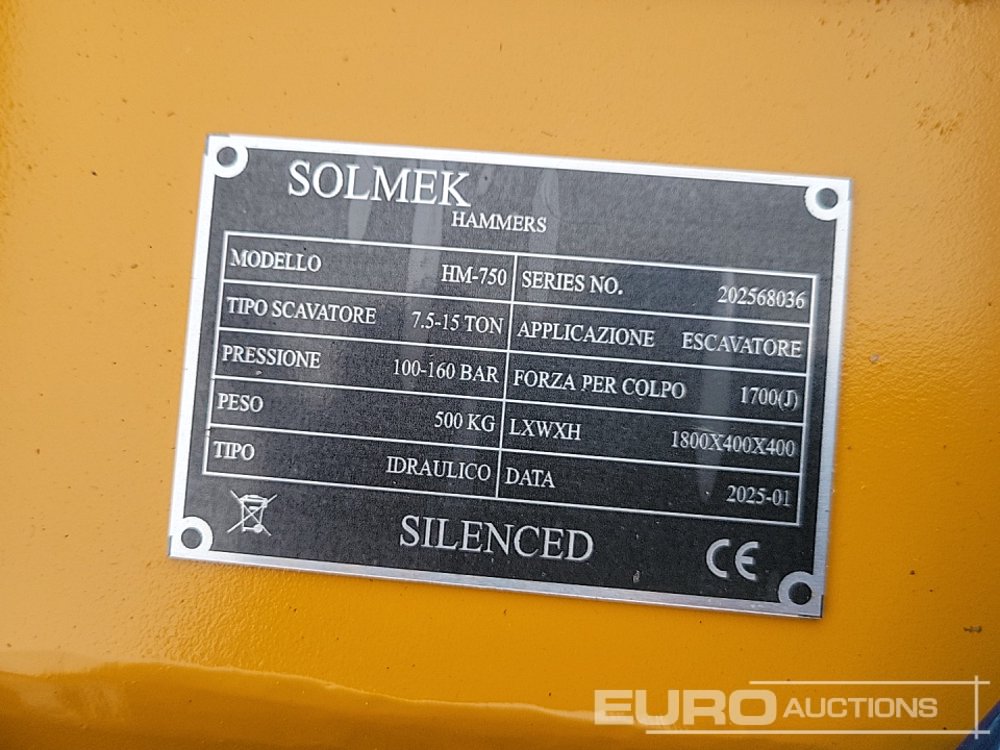 SOLMEK
HAMMERS
MODELLO HM-750 SERIES NO. 202568036
TIPO SCAVATORE 7.5-15 TON APPLICAZIONE ESCAVATORE
PRESSIONE 100-160 BAR FORZA PER COLPO 1700(J)
PESO 500 KG LXWXH 1800X400X400
TIPO IDRAULICO DATA 2025-01
SILENCED CE
EURO AUCTIONS